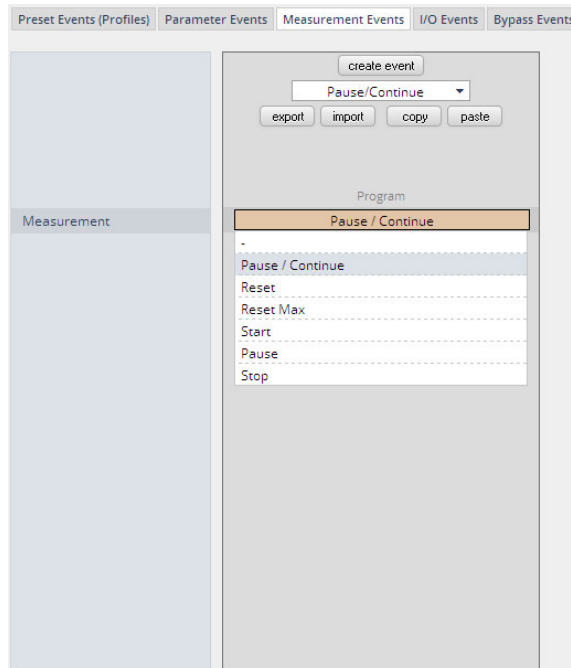 Preset Events (Profiles) Parameter Events Measurement Events I/O Events Bypass Events
create event
Pause/Continue
export import copy paste
Program
Measurement Pause / Continue
-
Pause / Continue
Reset
Reset Max
Start
Pause
Stop